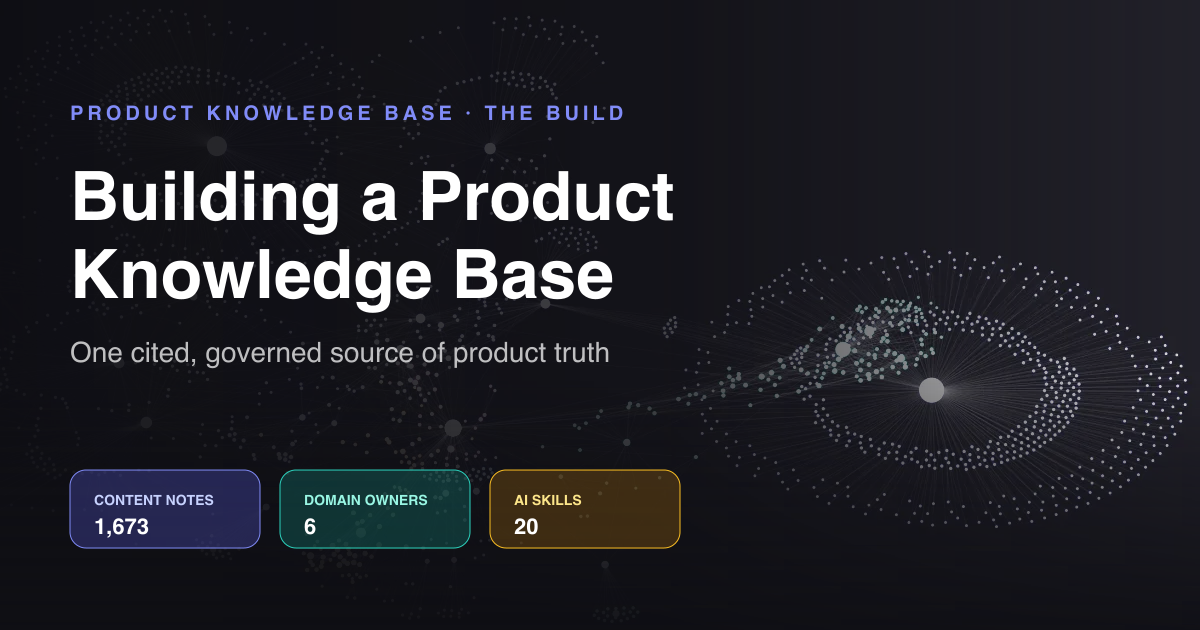 PRODUCT KNOWLEDGE BASE · THE BUILD
Building a Product
Knowledge Base
One cited, governed source of product truth
CONTENT NOTES
1,673
DOMAIN OWNERS
6
AI SKILLS
20